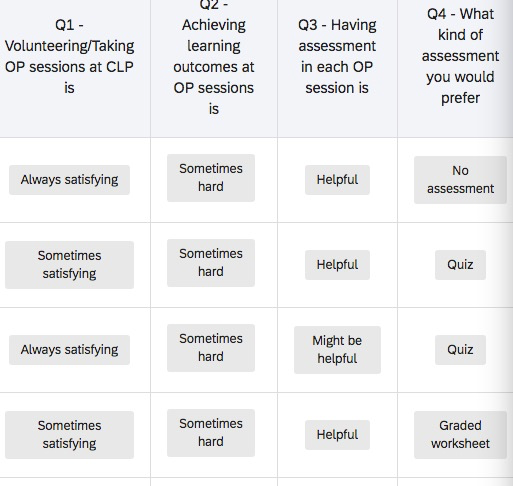 Q1 -
Volunteering/Taking
OP sessions at CLP
is
Q2 -
Achieving
learning
outcomes at
OP sessions
is
Q3 - Having
assessment
in each OP
session is
Q4 - What
kind of
assessment
you would
prefer
Always satisfying
Sometimes
hard
Helpful
No
assessment
Sometimes
satisfying
Sometimes
hard
Helpful
Quiz
Always satisfying
Sometimes
hard
Might be
helpful
Quiz
Sometimes
satisfying
Sometimes
hard
Helpful
Graded
worksheet